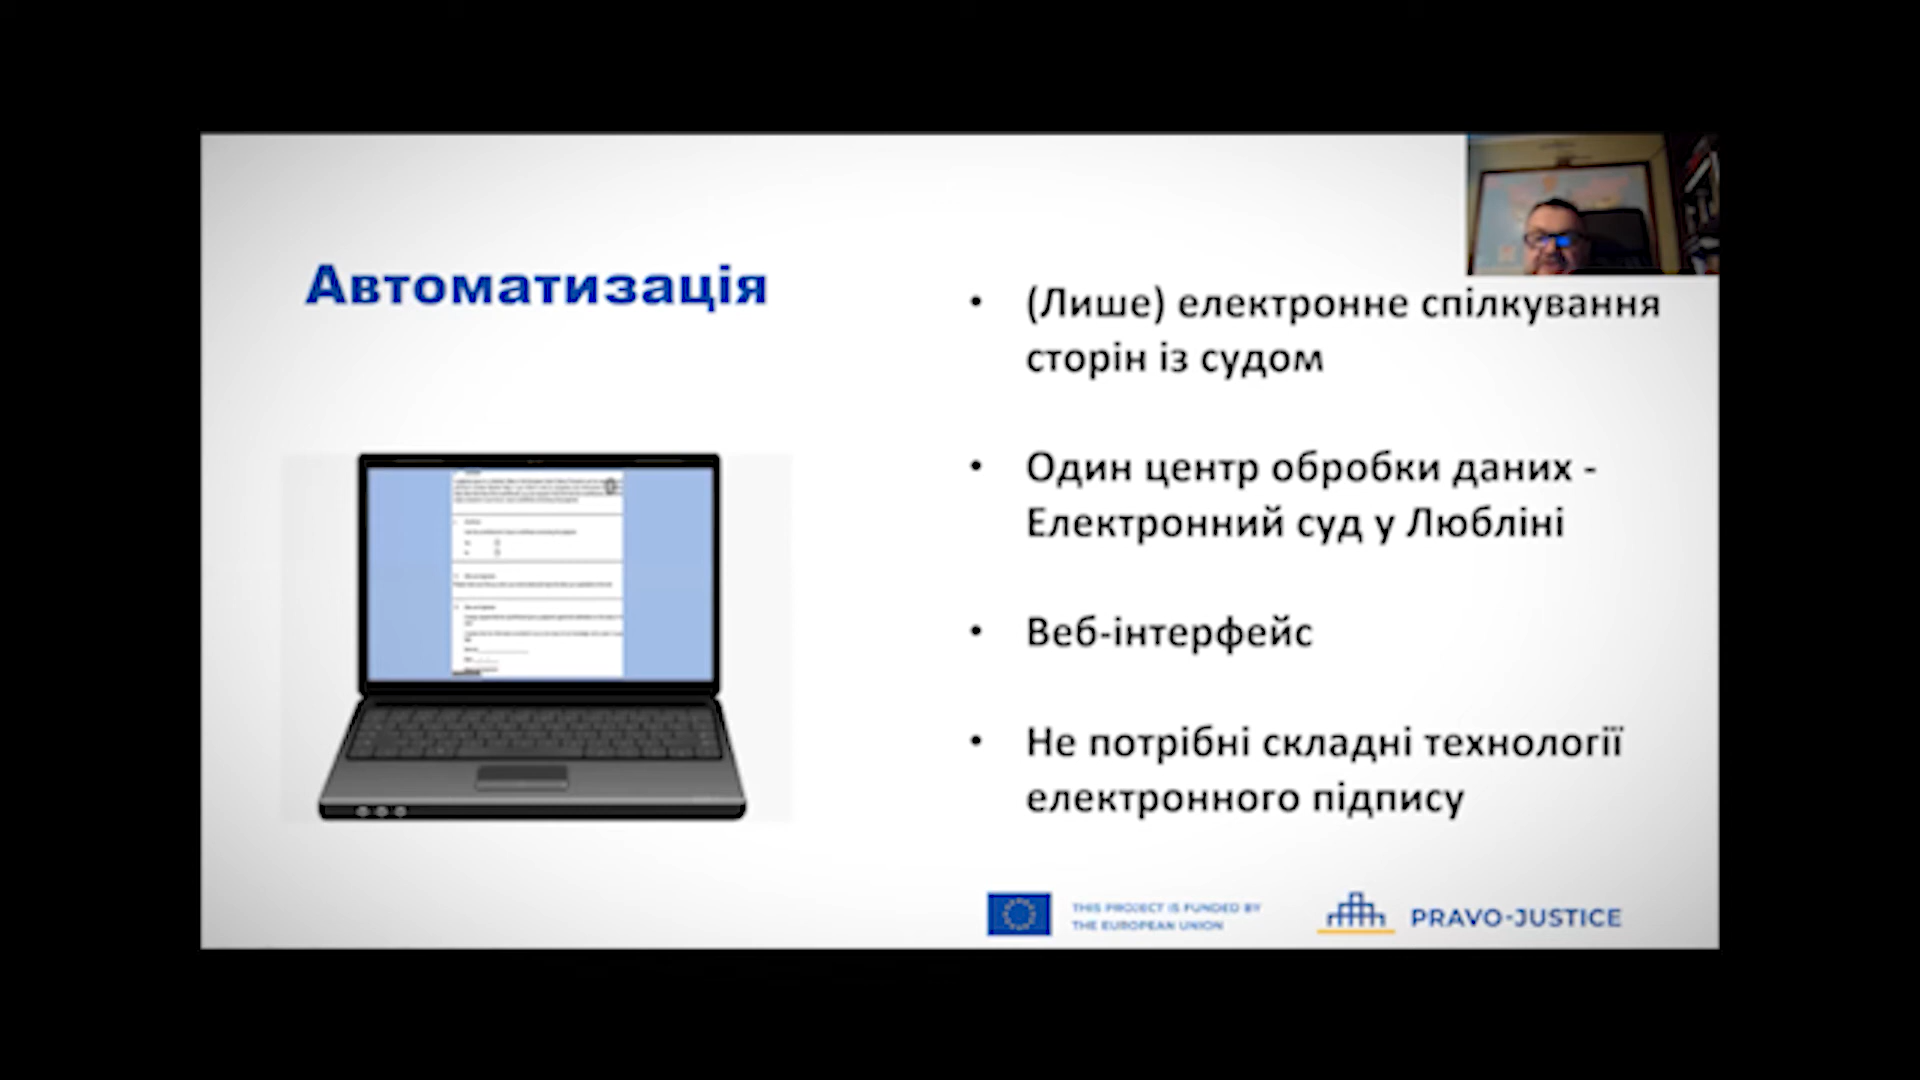 Автоматизація
• (Лише) електронне спілкування
сторін із судом
• Один центр обробки даних -
Електронний суд у Любліні
• Веб-інтерфейс
• Не потрібні складні технології
електронного підпису
THIS PROJECT IS FUNDED BY
THE EUROPEAN UNION
PRAVO-JUSTICE